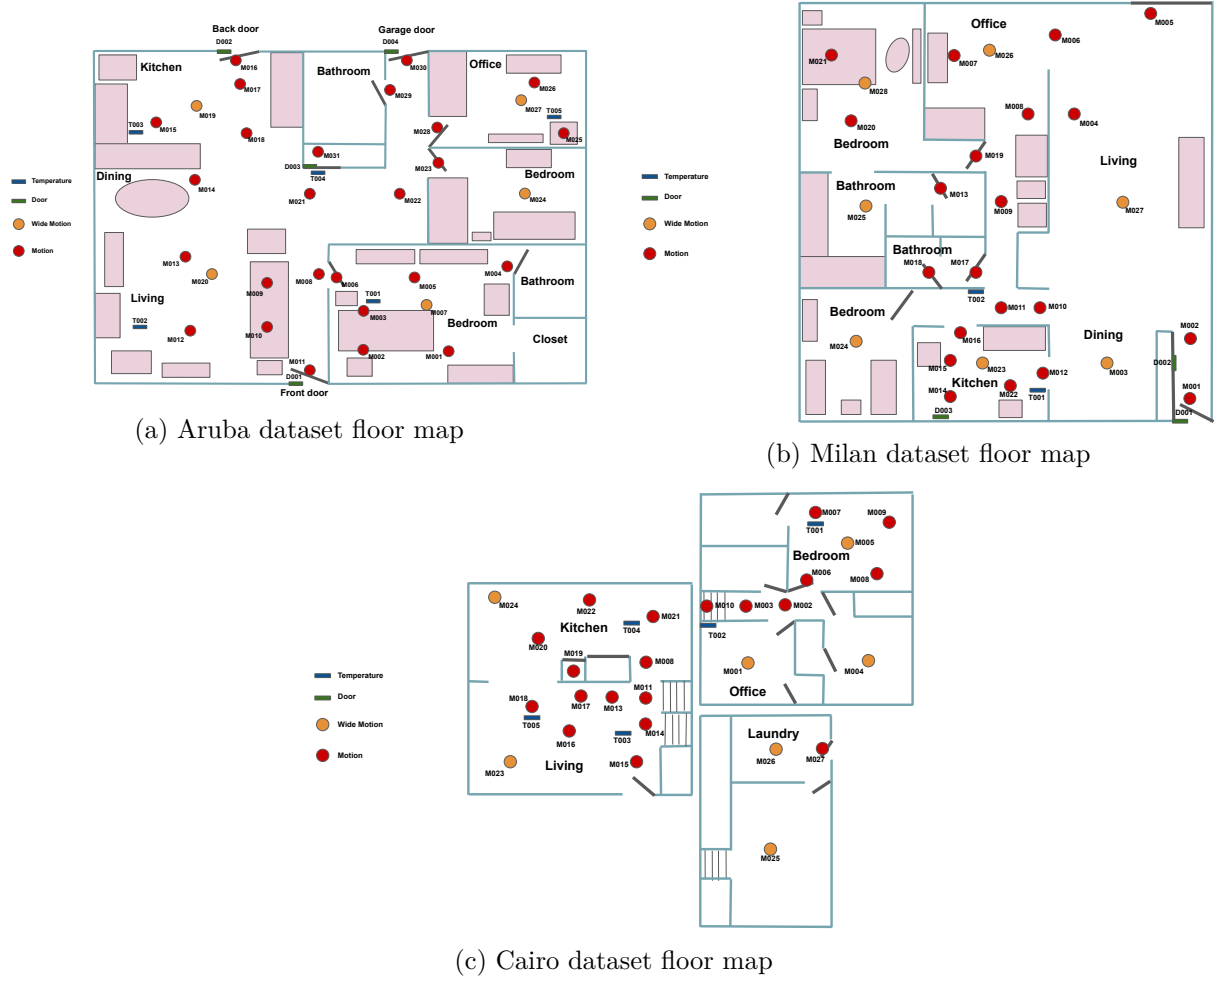 Back door
D002
Garage door
D004
Kitchen
M016
Bathroom
M030
Office
M017
M029
M026
M027
M019
T003
M015
M018
M028
T005
M025
M031
D003
T004
M023
Bedroom
Dining
M014
M021
M022
M024
Temperature
Door
Wide Motion
Motion
M013
M020
M008
M006
M004
M005
Bathroom
M009
T001
M007
M003
Living
T002
M012
M010
Bedroom
Closet
M002
M001
M011
D001
Front door
(a) Aruba dataset floor map
M005
Office
M006
M021
M007
M026
M028
M008
M004
M020
Bedroom
M019
Living
Temperature
Door
Wide Motion
Motion
Bathroom
M013
M025
M009
M027
Bathroom
M018
M017
T002
Bedroom
M011
M010
Dining
M002
M024
M016
D002
M015
M023
M012
M003
Kitchen
M014
M022
T001
M001
D003
D001
(b) Milan dataset floor map
M007
M009
T001
M005
Bedroom
M006
M008
M010
M003
M002
T002
M001
M004
Office
M024
M022
M021
Kitchen
T004
M020
M019
M008
M011
M018
M017
M013
T005
M016
T003
M014
M023
Living
M015
Temperature
Door
Wide Motion
Motion
Laundry
M026
M027
M025
(c) Cairo dataset floor map